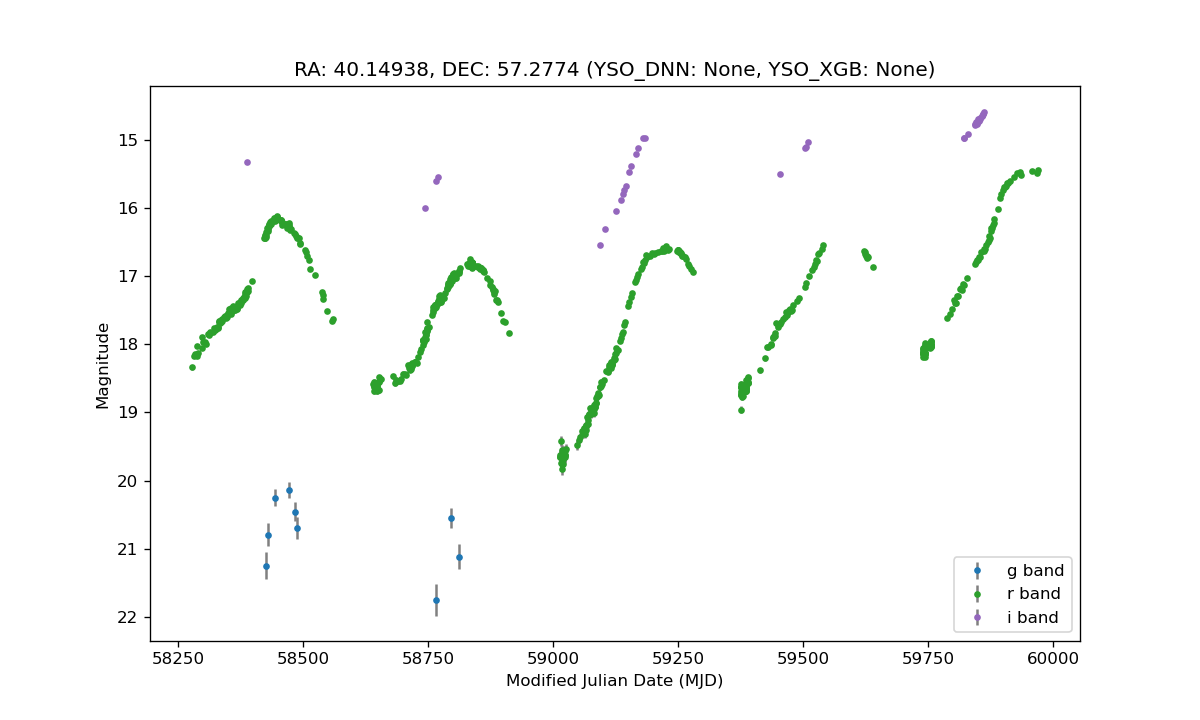 RA: 40.14938, DEC: 57.2774 (YSO_DNN: None, YSO_XGB: None)
15
16
17
18
19
20
21
22
Magnitude
g band
r band
i band
58250 58500 58750 59000 59250 59500 59750 60000
Modified Julian Date (MJD)